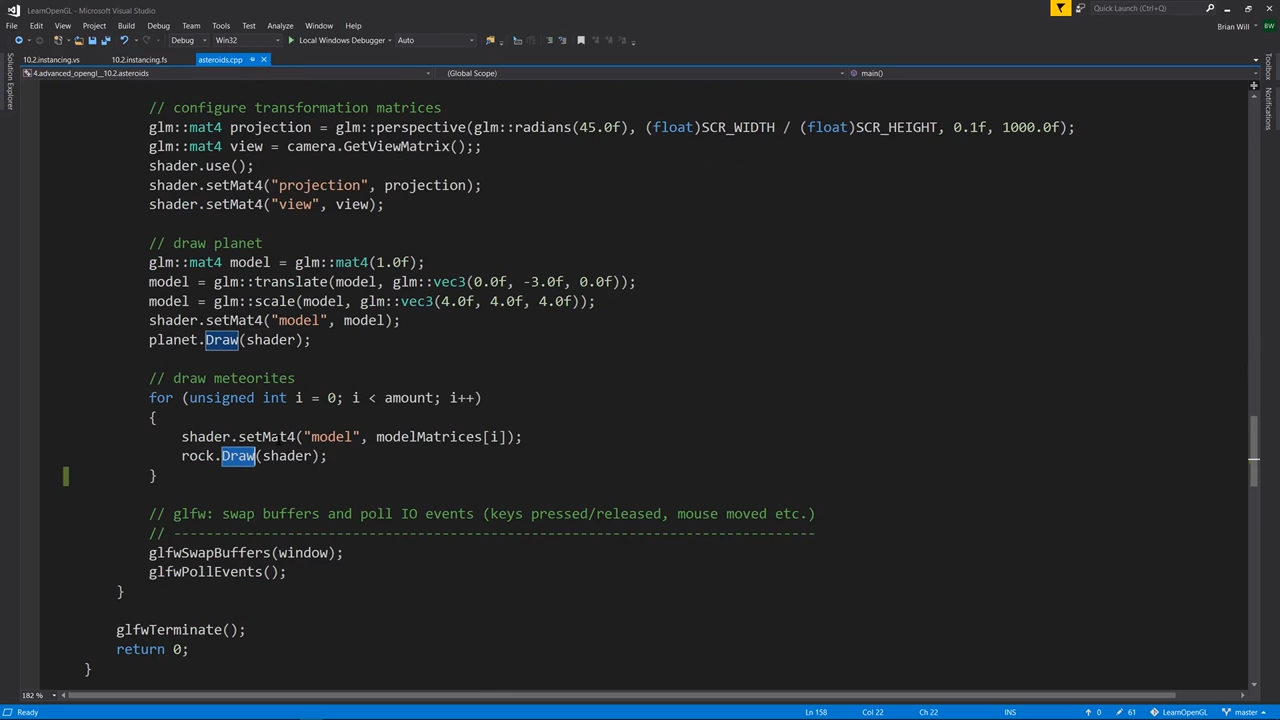 LearnOpenGL - Microsoft Visual Studio
Quick Launch (Ctrl+Q)
File Edit View Project Build Debug Team Tools Test Analyze Window Help
Brian Will
BW
Debug Win32 Local Windows Debugger Auto
10.2.instancing.vs 10.2.instancing.fs asteroids.cpp
4.advanced_opengl__10.2.asteroids (Global Scope) main()
Solution Explorer
Toolbox
Notifications
// configure transformation matrices
glm::mat4 projection = glm::perspective(glm::radians(45.0f), (float)SCR_WIDTH / (float)SCR_HEIGHT, 0.1f, 1000.0f);
glm::mat4 view = camera.GetViewMatrix();;
shader.use();
shader.setMat4("projection", projection);
shader.setMat4("view", view);
// draw planet
glm::mat4 model = glm::mat4(1.0f);
model = glm::translate(model, glm::vec3(0.0f, -3.0f, 0.0f));
model = glm::scale(model, glm::vec3(4.0f, 4.0f, 4.0f));
shader.setMat4("model", model);
planet.Draw(shader);
// draw meteorites
for (unsigned int i = 0; i < amount; i++)
{
shader.setMat4("model", modelMatrices[i]);
rock.Draw(shader);
}
// glfw: swap buffers and poll IO events (keys pressed/released, mouse moved etc.)
// -------------------------------------------------------------------------------
glfwSwapBuffers(window);
glfwPollEvents();
}
glfwTerminate();
return 0;
}
182 %
Ready Ln 158 Col 22 Ch 22 INS 0 61 LearnOpenGL master